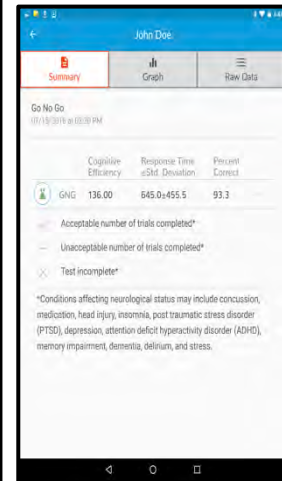 John Doe
Summary
Graph
Raw Data
Go No Go
Cognitive Efficiency
Response Time ±Std. Deviation
Percent Correct
GNG 136.00 645.0±455.5 93.3
Acceptable number of trials completed*
Unacceptable number of trials completed*
Test incomplete*
*Conditions affecting neurological status may include concussion,
medication, head injury, insomnia, post traumatic stress disorder
(PTSD), depression, attention deficit hyperactivity disorder (ADHD),
memory impairment, dementia, delirium, and stress.